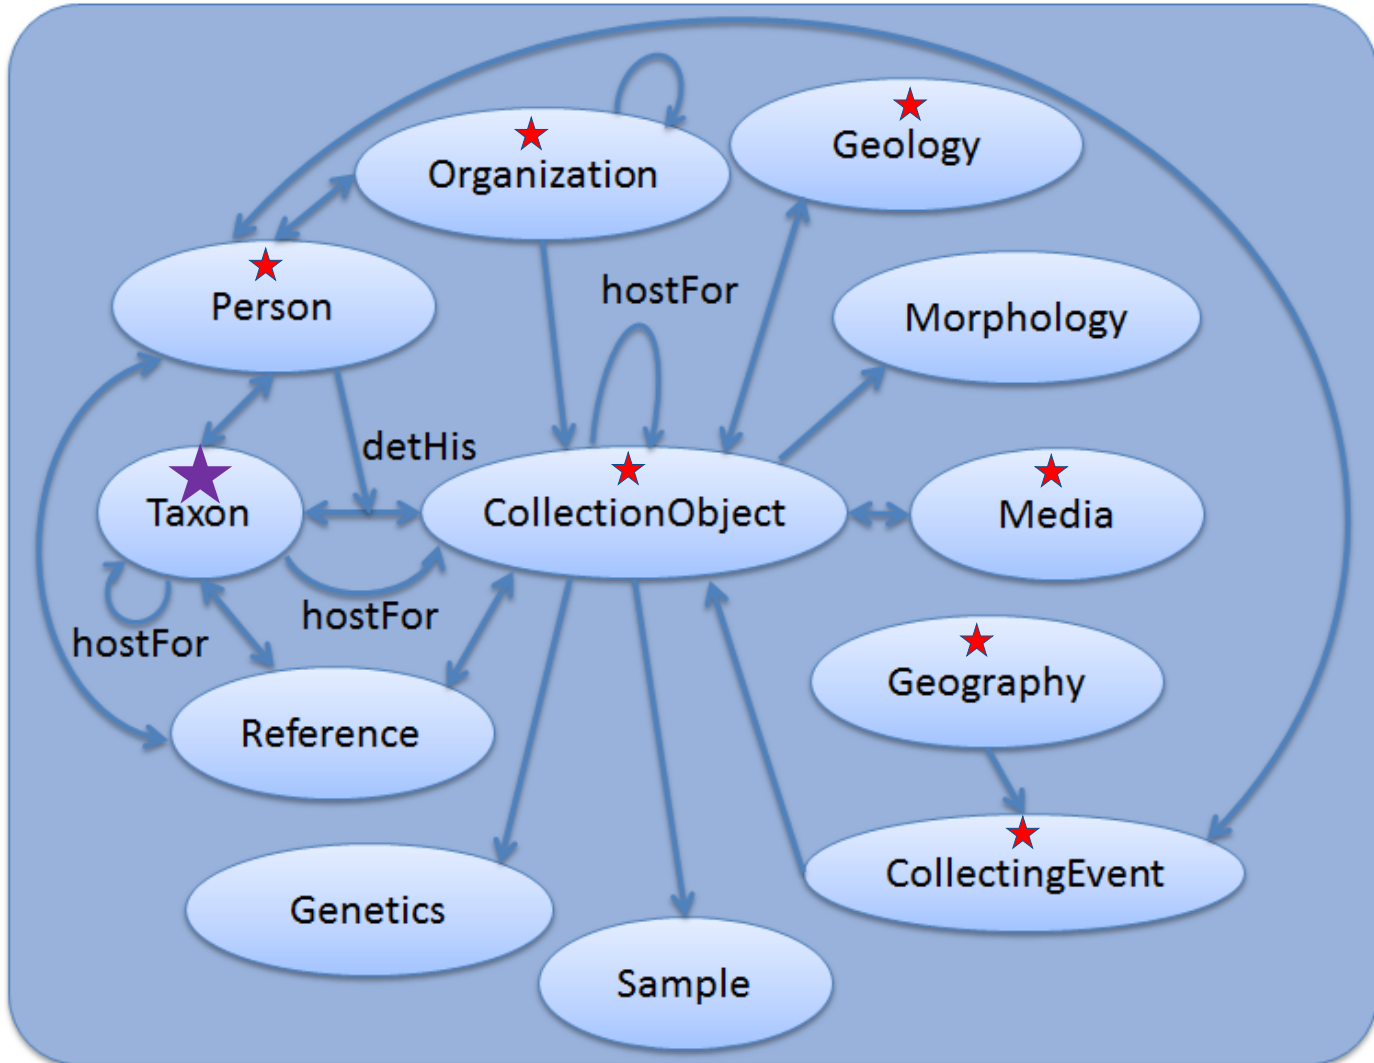 Geology
Organization
hostFor
Person
Morphology
detHis
Taxon
CollectionObject
Media
hostFor
hostFor
Geography
Reference
CollectingEvent
Genetics
Sample